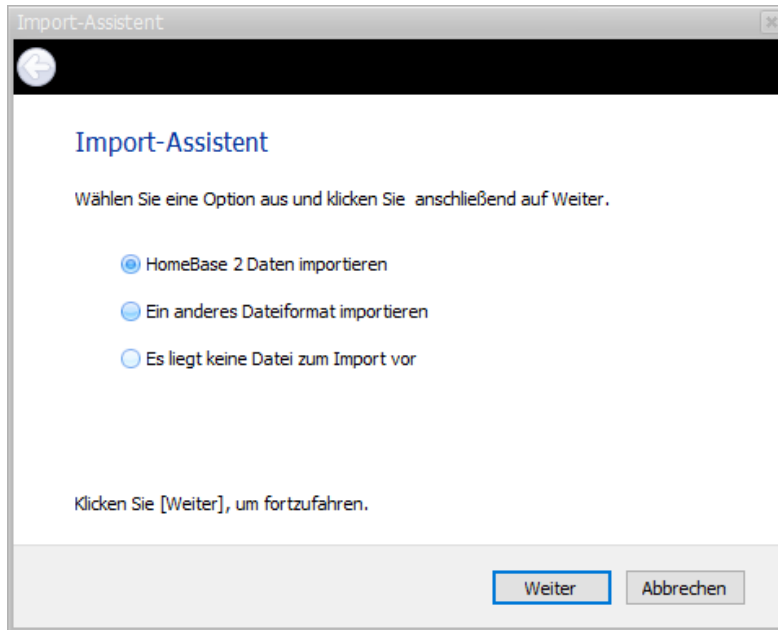 Import-Assistent
Import-Assistent
Wählen Sie eine Option aus und klicken Sie anschließend auf Weiter.
HomeBase 2 Daten importieren
Ein anderes Dateiformat importieren
Es liegt keine Datei zum Import vor
Klicken Sie [Weiter], um fortzufahren.
Weiter Abbrechen